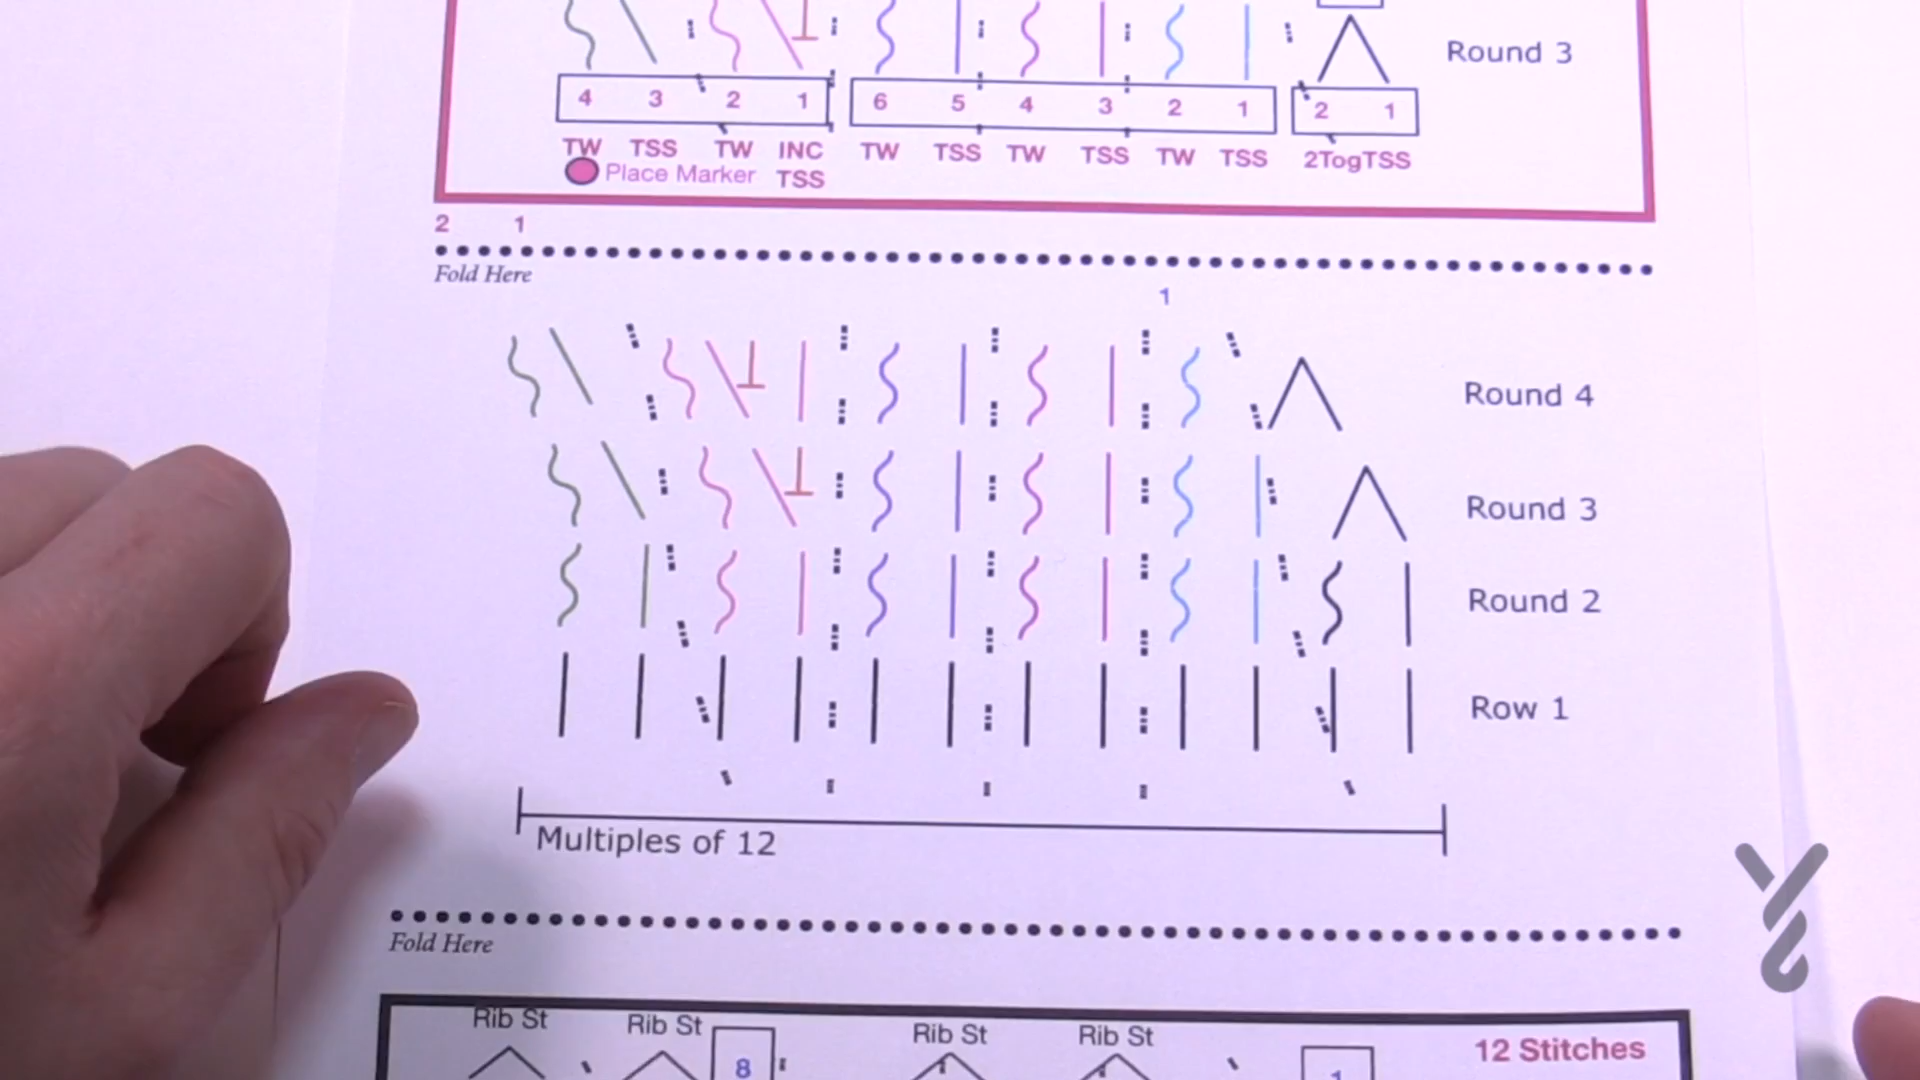 Round 3
4 3 2 1 6 5 4 3 2 1 2 1
TW TSS TW INC TW TSS TW TSS TW TSS 2TogTSS
Place Marker TSS
2 1
Fold Here
1
Round 4
Round 3
Round 2
Row 1
Multiples of 12
Fold Here
Rib St Rib St Rib St Rib St 12 Stitches
8 1